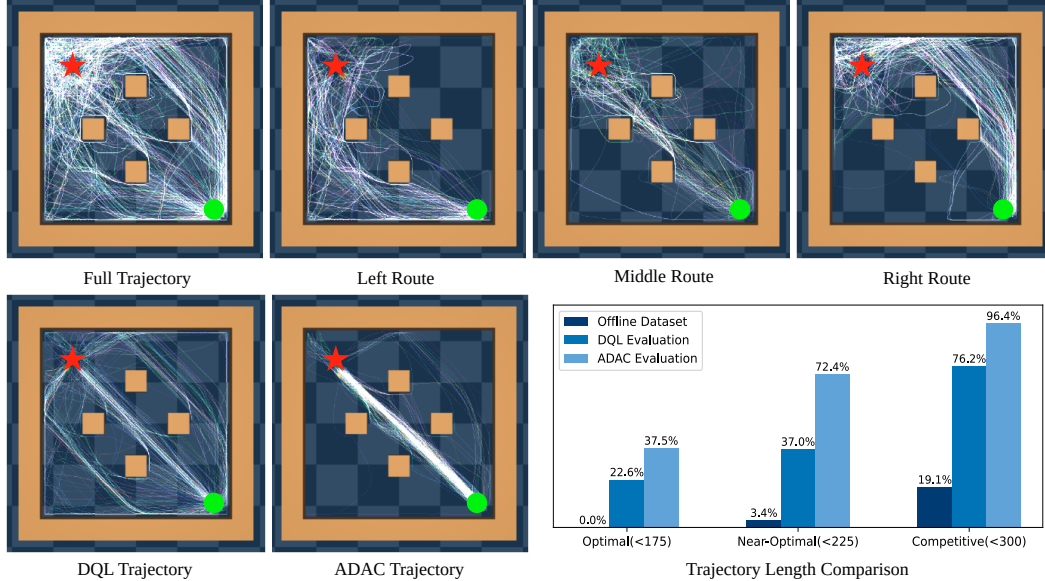 Full Trajectory
Left Route
Middle Route
Right Route
Offline Dataset
DQL Evaluation
ADAC Evaluation
0.0%
22.6%
37.5%
3.4%
37.0%
72.4%
19.1%
76.2%
96.4%
Optimal(<175)
Near-Optimal(<225)
Competitive(<300)
DQL Trajectory
ADAC Trajectory
Trajectory Length Comparison